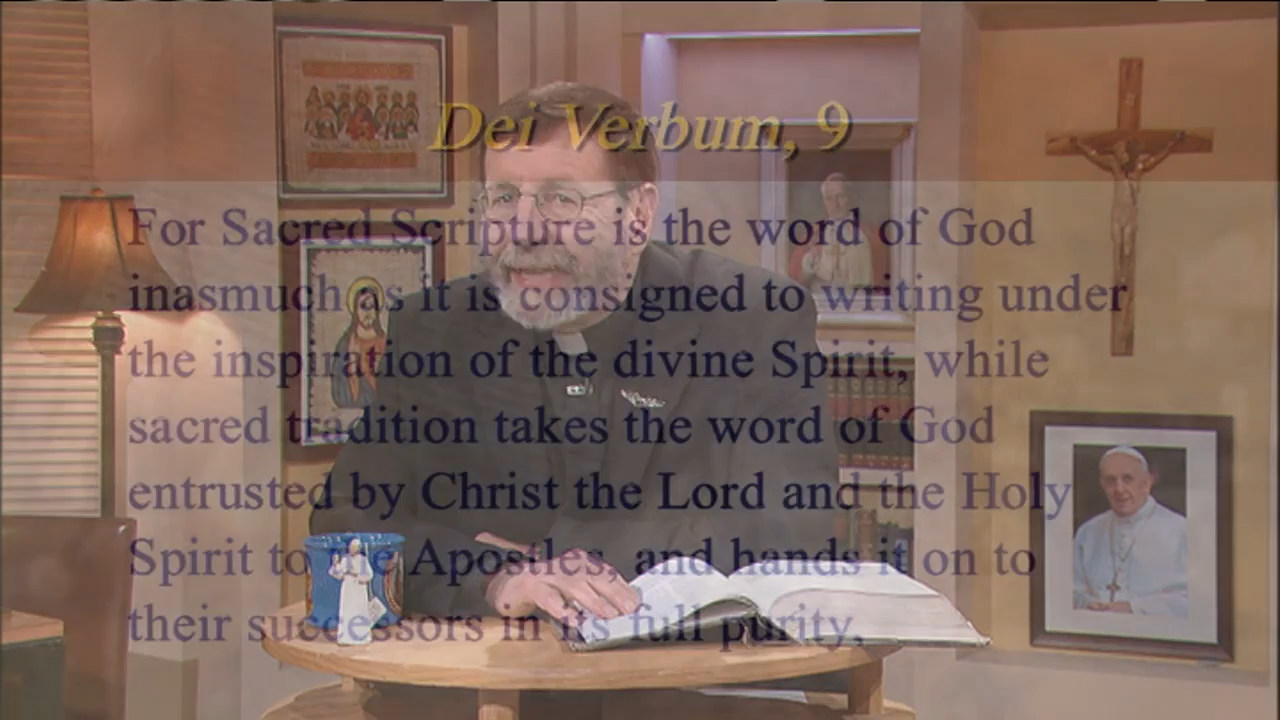 Dei Verbum, 9
For Sacred Scripture is the word of God
inasmuch as it is consigned to writing under
the inspiration of the divine Spirit, while
sacred tradition takes the word of God
entrusted by Christ the Lord and the Holy
Spirit to the Apostles, and hands it on to
their successors in its full purity,